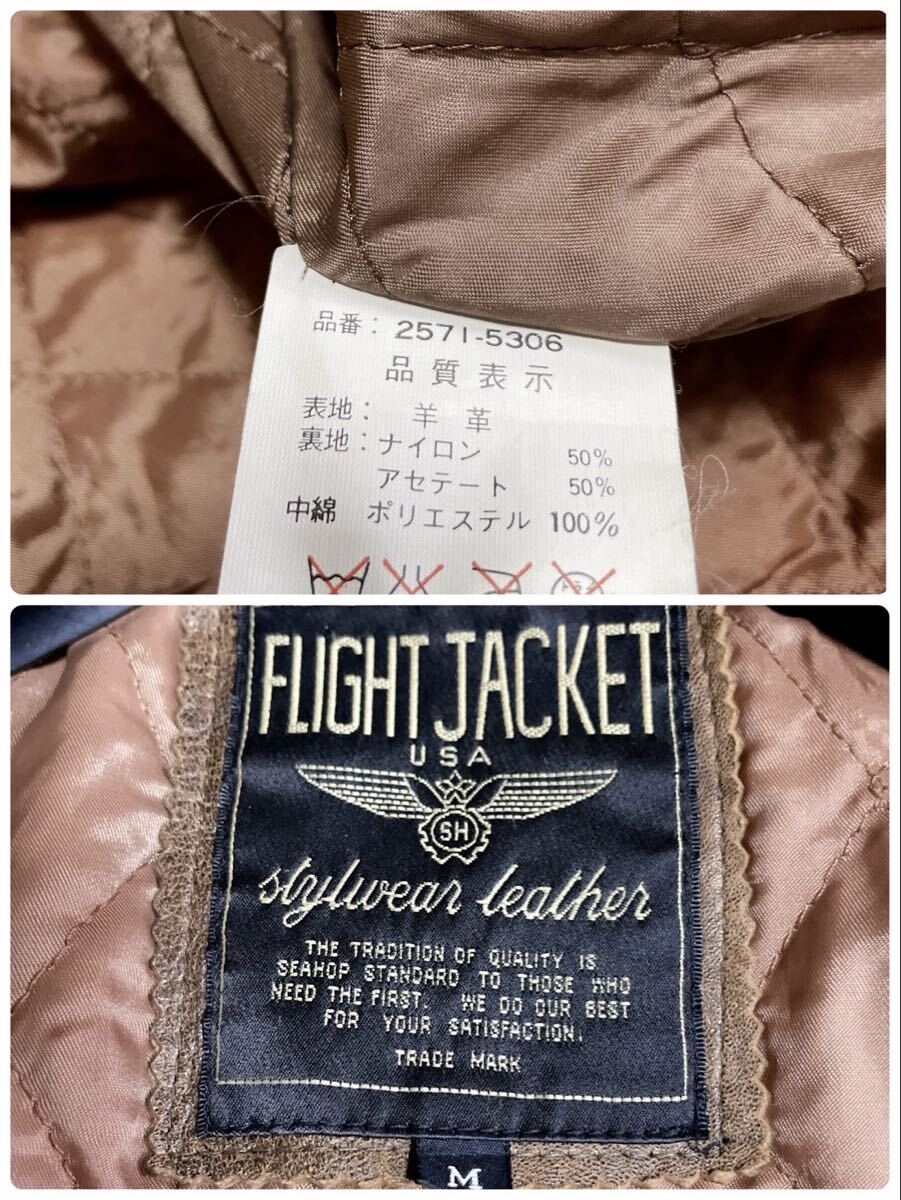 品番: 2571-5306
品質表示
表地: 羊革
裏地: ナイロン 50%
アセテート 50%
中綿 ポリエステル 100%
FLIGHT JACKET
USA
SH
stylwear leather
THE TRADITION OF QUALITY IS
SEAHOP STANDARD TO THOSE WHO
NEED THE FIRST. WE DO OUR BEST
FOR YOUR SATISFACTION.
TRADE MARK
M